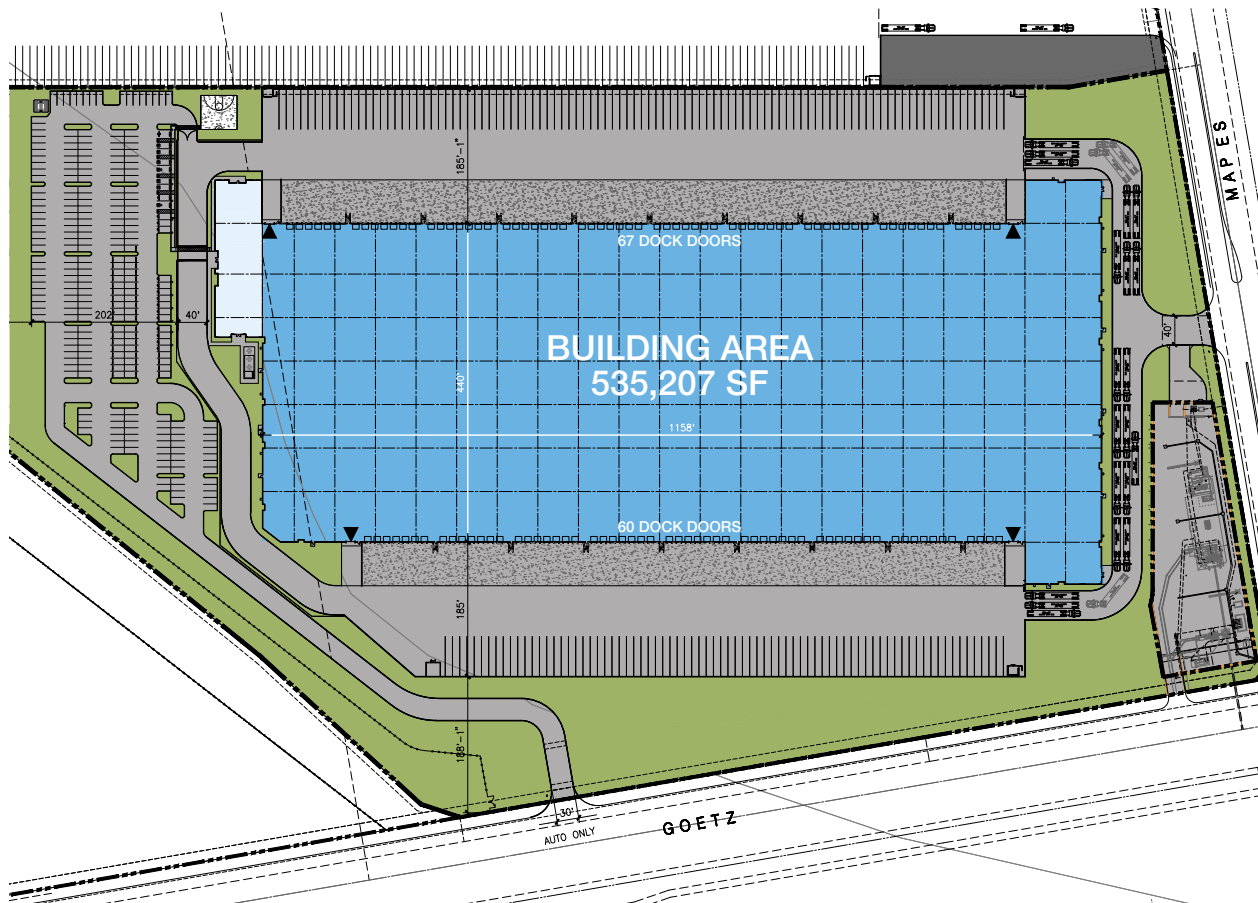 MAPES
185'-1"
67 DOCK DOORS
202'
40'
40'
BUILDING AREA
535,207 SF
440'
1158'
60 DOCK DOORS
185'
188'-1"
30'
AUTO ONLY
GOETZ